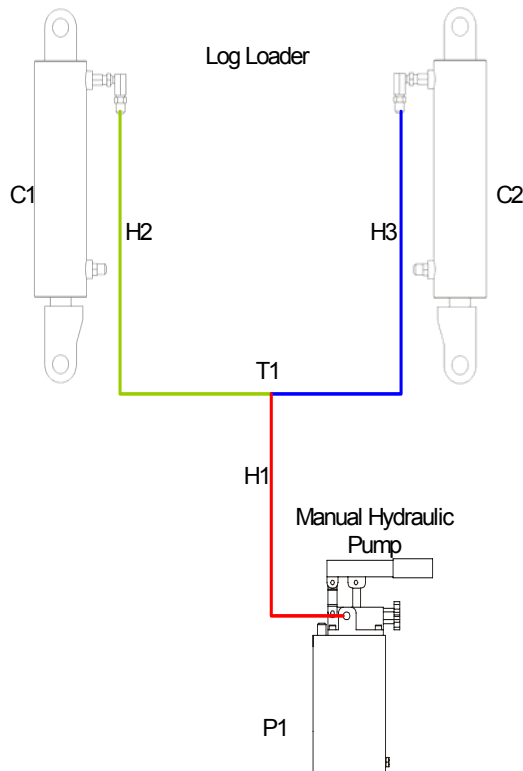 Log Loader
C1
C2
H2
H3
T1
H1
Manual Hydraulic
Pump
P1